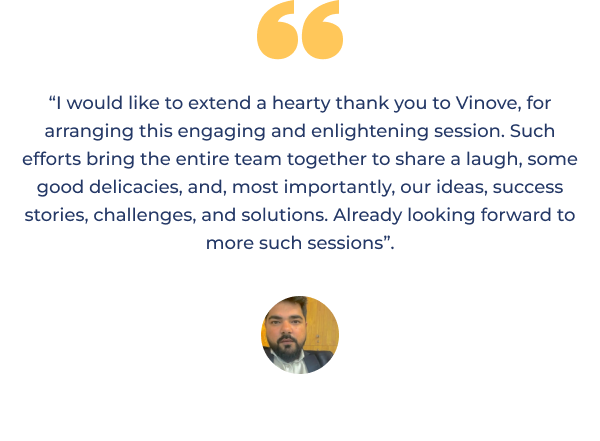 “I would like to extend a hearty thank you to Vinove, for
arranging this engaging and enlightening session. Such
efforts bring the entire team together to share a laugh, some
good delicacies, and, most importantly, our ideas, success
stories, challenges, and solutions. Already looking forward to
more such sessions”.